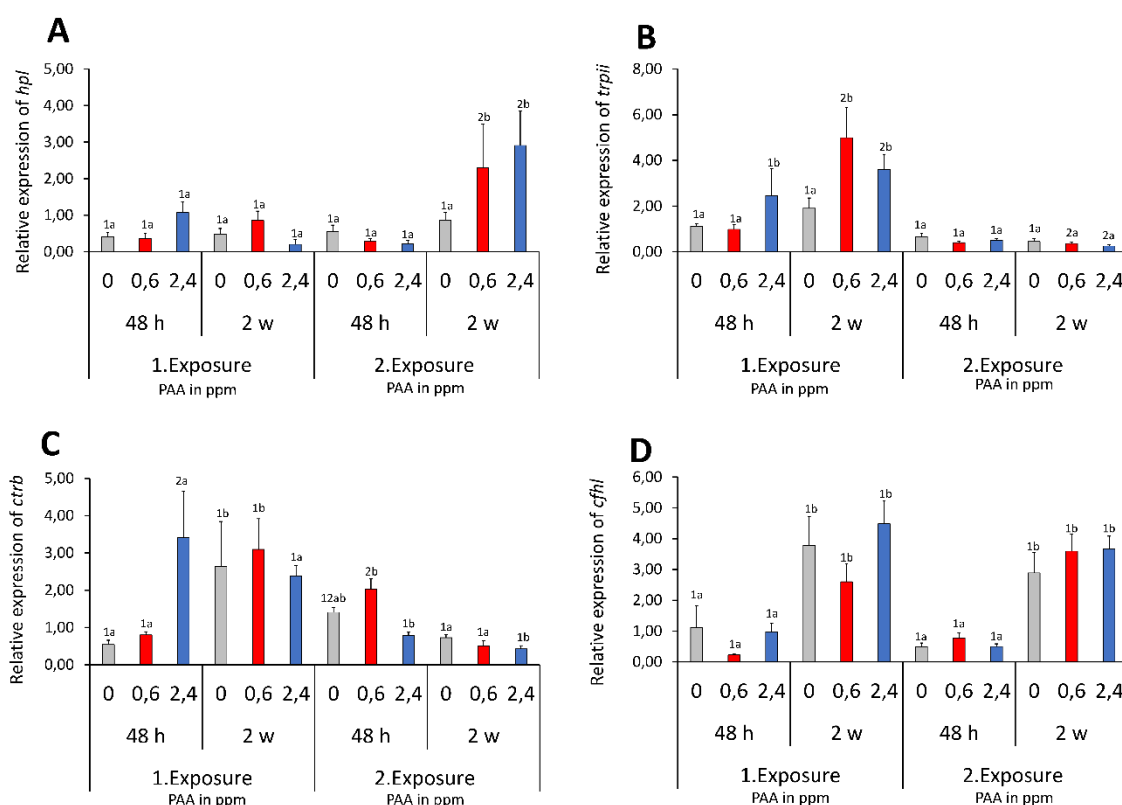 A
Relative expression of hpl
5,00
4,00
3,00
2,00
1,00
0,00
1a 1a 1a 1a 1a 1a 1a 1a 1a 1a 2b 2b
0 0,6 2,4 0 0,6 2,4 0 0,6 2,4 0 0,6 2,4
48 h 2 w 48 h 2 w
1.Exposure 2.Exposure
PAA in ppm PAA in ppm
B
Relative expression of trpii
8,00
6,00
4,00
2,00
0,00
1a 1a 1b 1a 2b 2b 1a 1a 1a 1a 2a 2a
0 0,6 2,4 0 0,6 2,4 0 0,6 2,4 0 0,6 2,4
48 h 2 w 48 h 2 w
1.Exposure 2.Exposure
PAA in ppm PAA in ppm
C
Relative expression of ctrb
5,00
4,00
3,00
2,00
1,00
0,00
1a 1a 2a 1b 1b 1a 12ab 2b 1b 1a 1a 1b
0 0,6 2,4 0 0,6 2,4 0 0,6 2,4 0 0,6 2,4
48 h 2 w 48 h 2 w
1.Exposure 2.Exposure
PAA in ppm PAA in ppm
D
Relative expression of cfhl
6,00
5,00
4,00
3,00
2,00
1,00
0,00
1a 1a 1a 1b 1b 1b 1a 1a 1a 1b 1b 1b
0 0,6 2,4 0 0,6 2,4 0 0,6 2,4 0 0,6 2,4
48 h 2 w 48 h 2 w
1.Exposure 2.Exposure
PAA in ppm PAA in ppm